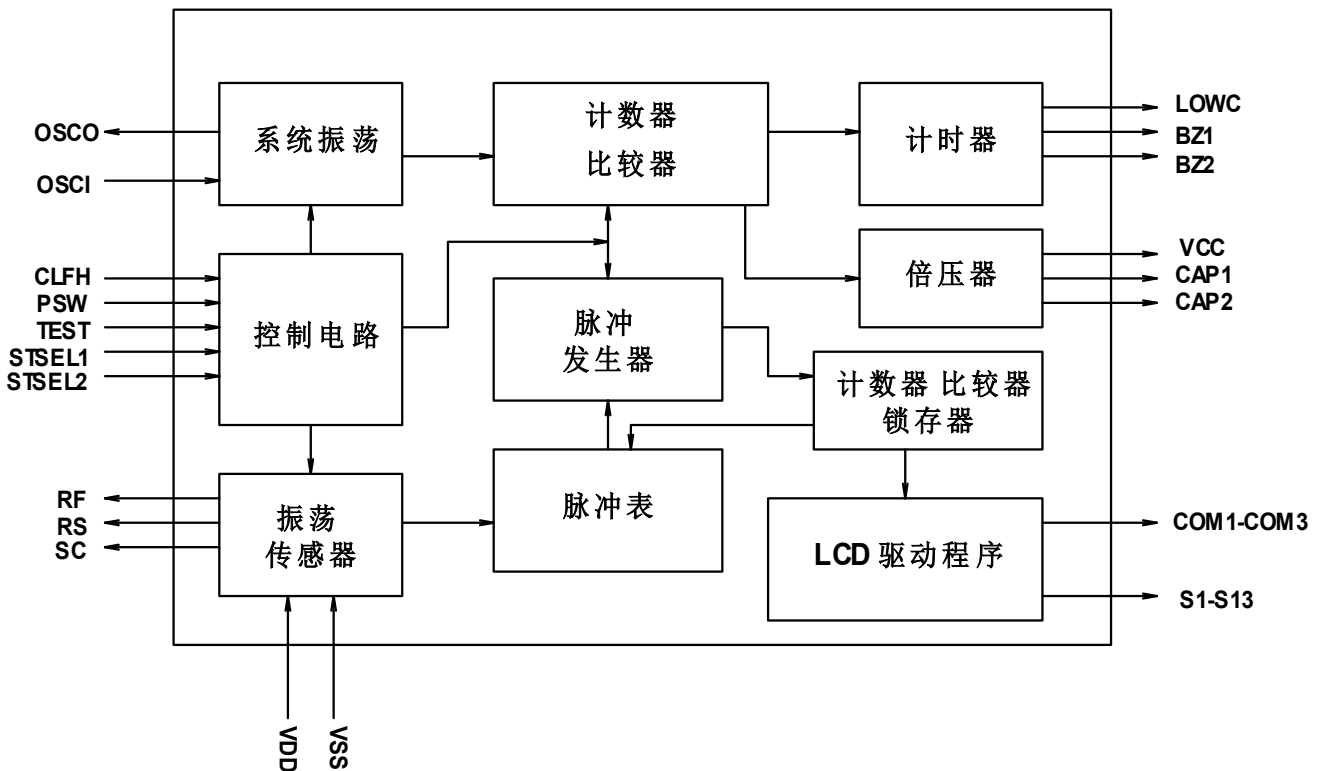 OSCO
OSCI
系统振荡
计数器
比较器
计时器
LOWC
BZ1
BZ2
CLFH
PSW
TEST
STSEL1
STSEL2
控制电路
脉冲
发生器
倍压器
VCC
CAP1
CAP2
计数器 比较器
锁存器
RF
RS
SC
振荡
传感器
脉冲表
LCD 驱动程序
COM1-COM3
S1-S13
VDD
VSS